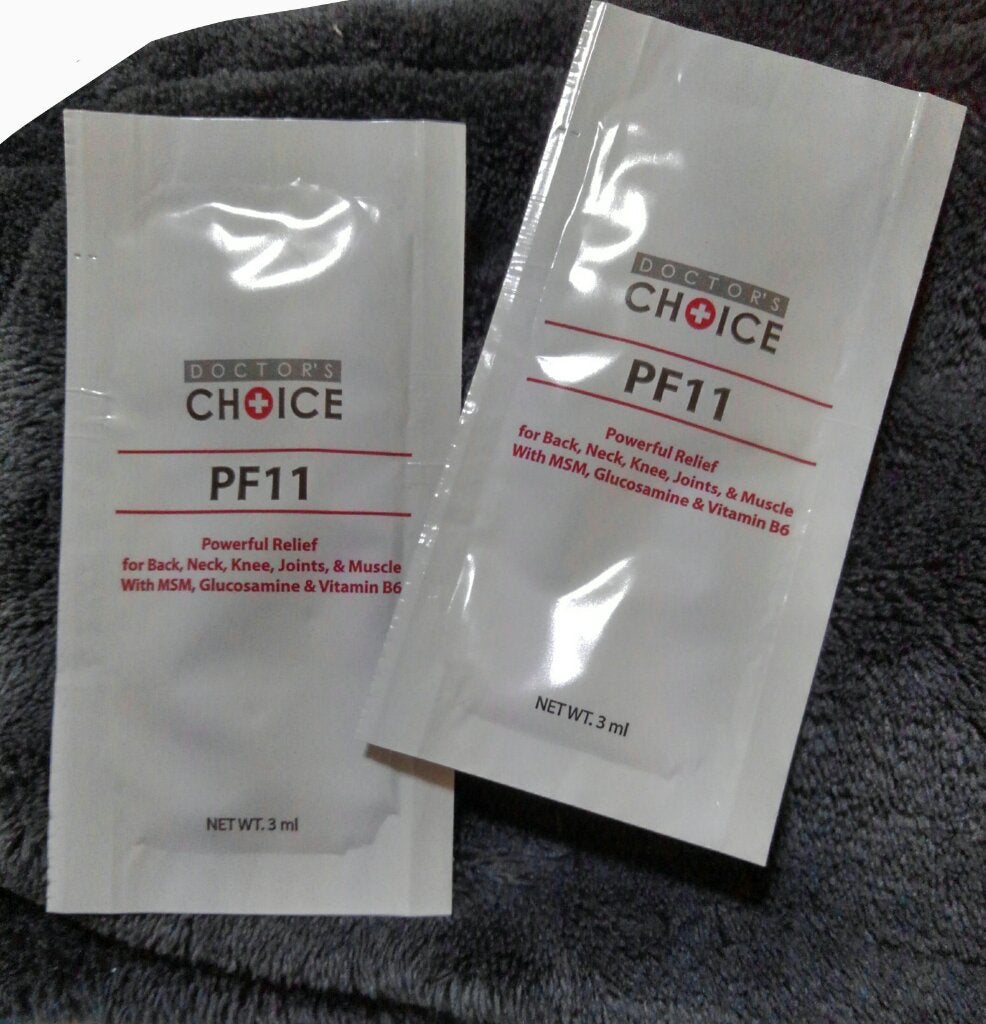 DOCTOR'S
CHOICE
PF11
Powerful Relief
for Back, Neck, Knee, Joints, & Muscle
With MSM, Glucosamine & Vitamin B6
NET WT. 3 ml
DOCTOR'S
CHOICE
PF11
Powerful Relief
for Back, Neck, Knee, Joints, & Muscle
With MSM, Glucosamine & Vitamin B6
NET WT. 3 ml